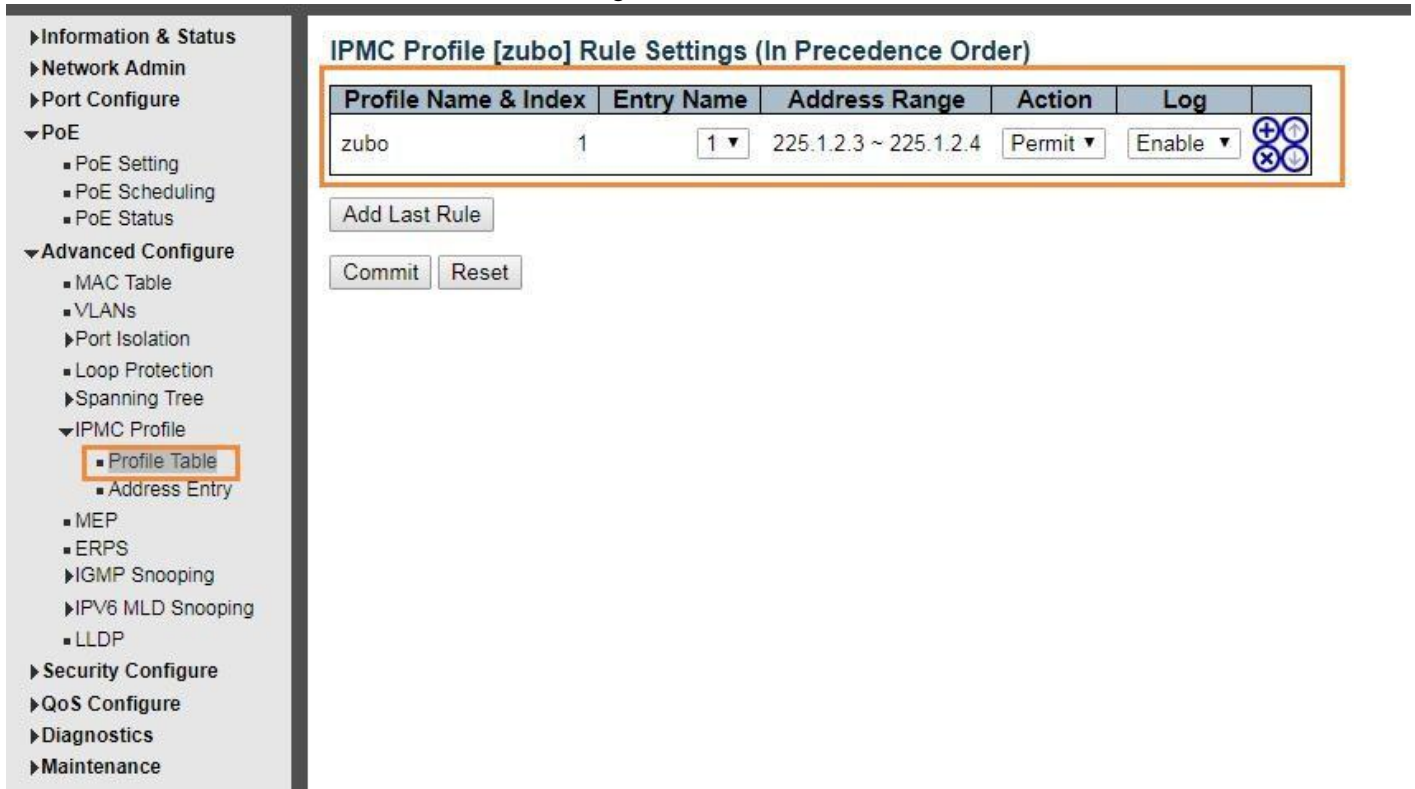 Information & Status
Network Admin
Port Configure
PoE
PoE Setting
PoE Scheduling
PoE Status
Advanced Configure
MAC Table
VLANs
Port Isolation
Loop Protection
Spanning Tree
IPMC Profile
Profile Table
Address Entry
MEP
ERPS
IGMP Snooping
IPV6 MLD Snooping
LLDP
Security Configure
QoS Configure
Diagnostics
Maintenance
IPMC Profile [zubo] Rule Settings (In Precedence Order)
Profile Name & Index Entry Name Address Range Action Log
zubo 1 1 225.1.2.3 ~ 225.1.2.4 Permit Enable
Add Last Rule
Commit Reset